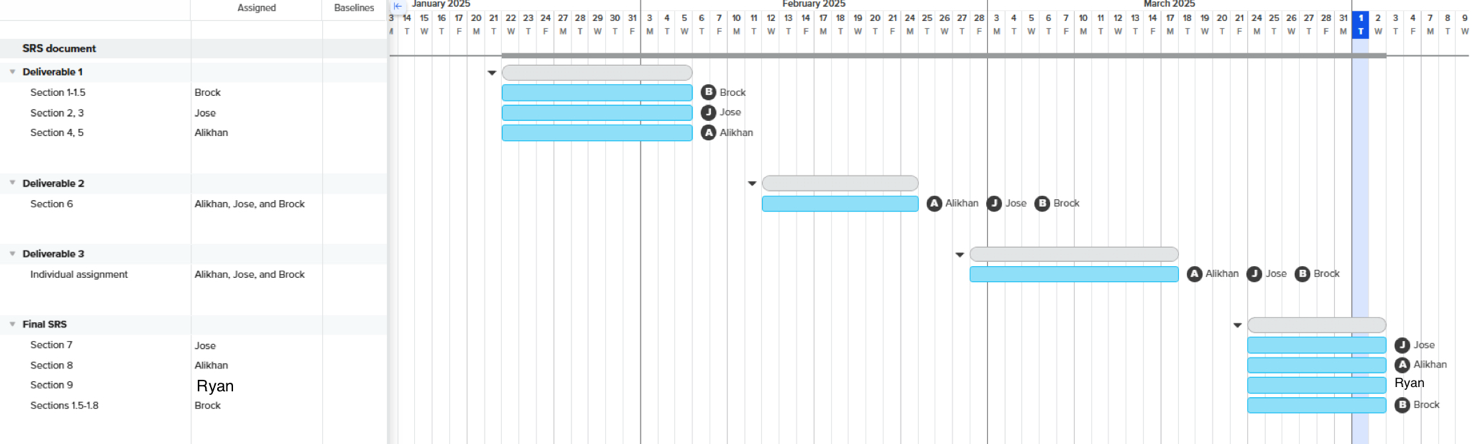 Assigned Baselines January 2025 February 2025 March 2025
3 14 15 16 17 20 21 22 23 24 27 28 29 30 31 3 4 5 6 7 10 11 12 13 14 17 18 19 20 21 24 25 26 27 28 3 4 5 6 7 10 11 12 13 14 17 18 19 20 21 24 25 26 27 28 31 1 2 3 4 7 8 9
M T W T F M T W T F M T W T F M T W T F M T W T F M T W T F M T W T F M T W T F M T W T F M T W T F M T W T F M T W T F M T W
SRS document
Deliverable 1
Section 1-1.5 Brock B Brock
Section 2, 3 Jose J Jose
Section 4, 5 Alikhan A Alikhan
Deliverable 2
Section 6 Alikhan, Jose, and Brock A Alikhan J Jose B Brock
Deliverable 3
Individual assignment Alikhan, Jose, and Brock A Alikhan J Jose B Brock
Final SRS
Section 7 Jose J Jose
Section 8 Alikhan A Alikhan
Section 9 Ryan Ryan
Sections 1.5-1.8 Brock B Brock